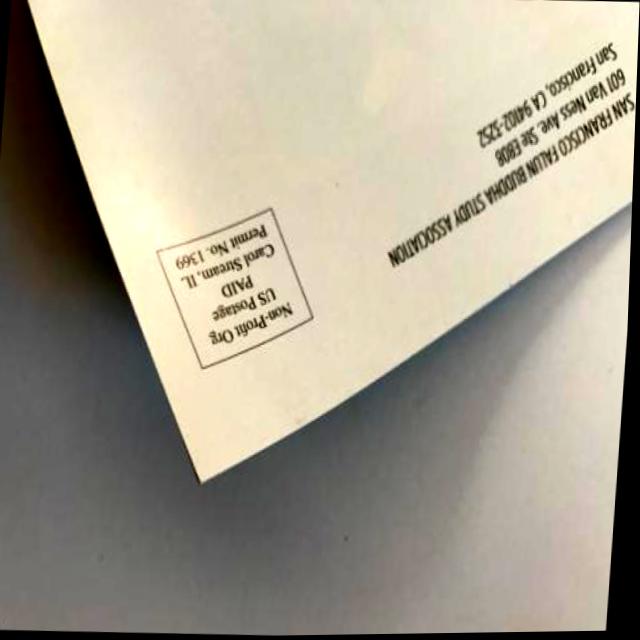 SAN FRANCISCO FALUN BUDDHA STUDY ASSOCIATION
601 Van Ness Ave. Ste E808
San Francisco, CA 94102-3252
Non-Profit Org
US Postage
PAID
Carol Stream, IL
Permit No. 1369